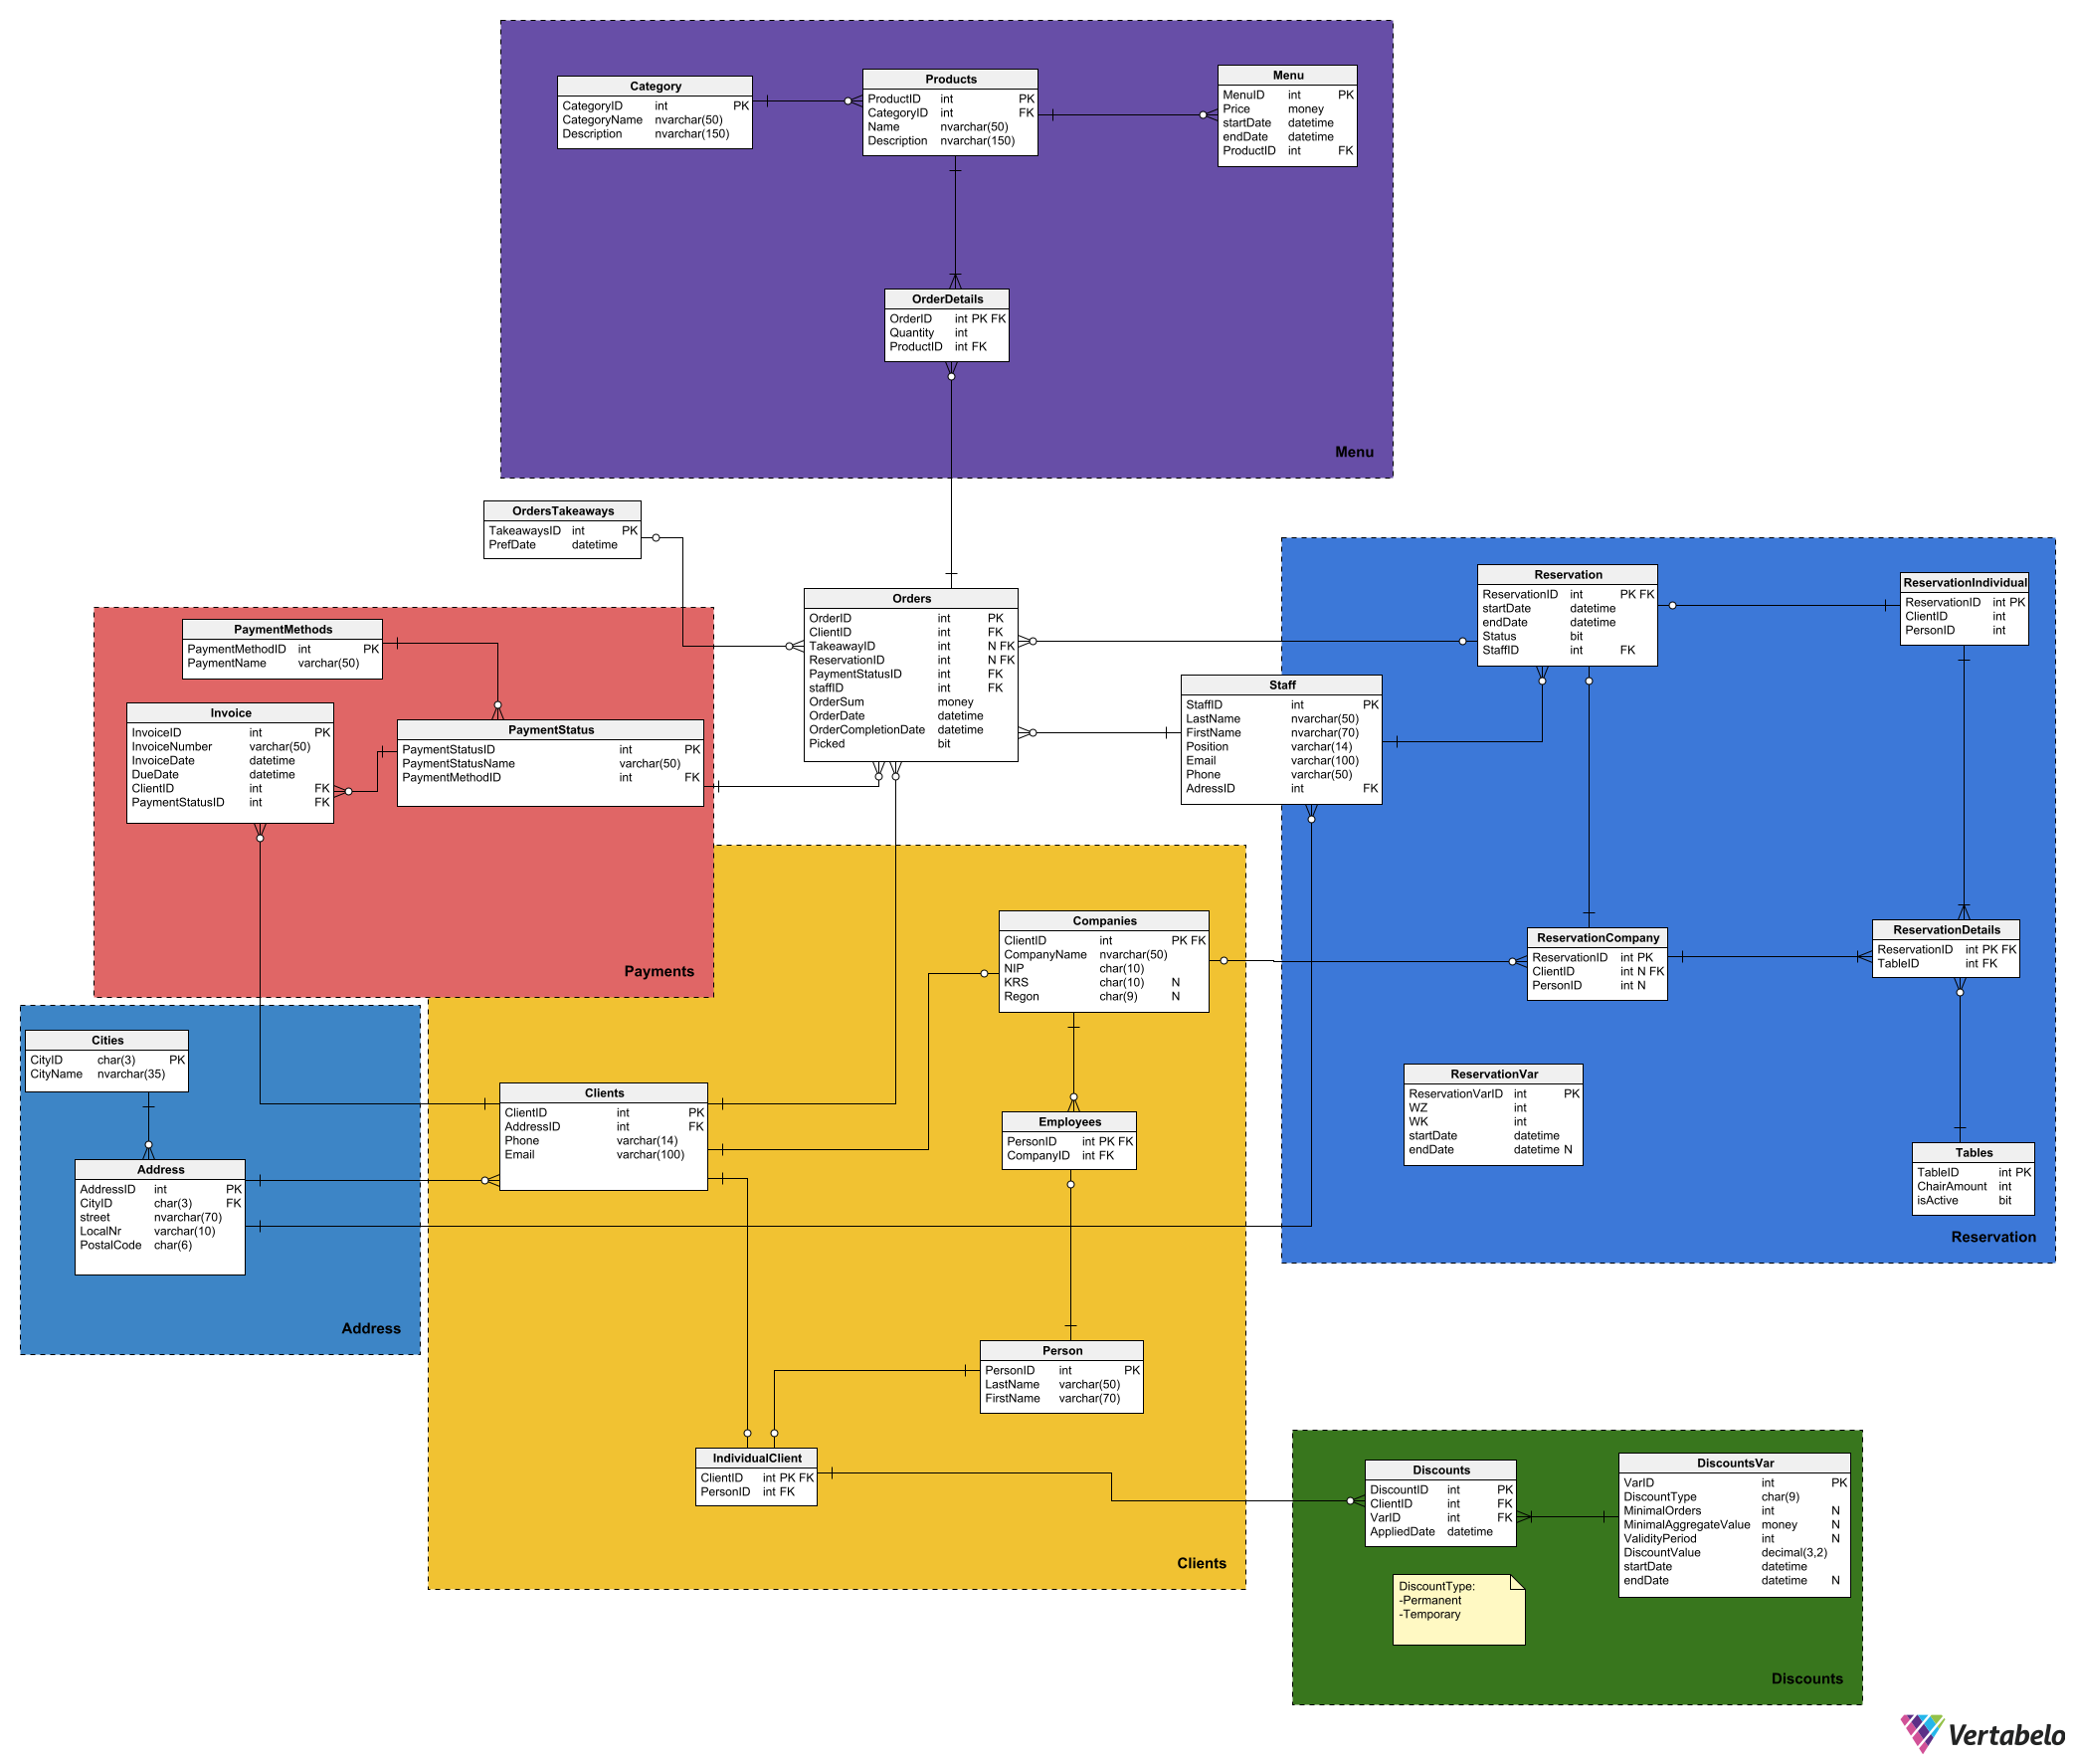 Category
CategoryID int PK
CategoryName nvarchar(50)
Description nvarchar(150)
Products
ProductID int PK
CategoryID int FK
Name nvarchar(50)
Description nvarchar(150)
Menu
MenuID int PK
Price money
startDate datetime
endDate datetime
ProductID int FK
OrderDetails
OrderID int PK FK
Quantity int
ProductID int FK
Menu
OrdersTakeaways
TakeawaysID int PK
PrefDate datetime
Orders
OrderID int PK
ClientID int FK
TakeawayID int N FK
ReservationID int N FK
PaymentStatusID int FK
staffID int FK
OrderSum money
OrderDate datetime
OrderCompletionDate datetime
Picked bit
PaymentMethods
PaymentMethodID int PK
PaymentName varchar(50)
Invoice
InvoiceID int PK
InvoiceNumber varchar(50)
InvoiceDate datetime
DueDate datetime
ClientID int FK
PaymentStatusID int FK
PaymentStatus
PaymentStatusID int PK
PaymentStatusName varchar(50)
PaymentMethodID int FK
Payments
Staff
StaffID int PK
LastName nvarchar(50)
FirstName nvarchar(70)
Position varchar(14)
Email varchar(100)
Phone varchar(50)
AdressID int FK
Reservation
ReservationID int PK FK
startDate datetime
endDate datetime
Status bit
StaffID int FK
ReservationIndividual
ReservationID int PK
ClientID int
PersonID int
ReservationCompany
ReservationID int PK
ClientID int N FK
PersonID int N
ReservationDetails
ReservationID int PK FK
TableID int FK
ReservationVar
ReservationVarID int PK
WZ int
WK int
startDate datetime
endDate datetime N
Tables
TableID int PK
ChairAmount int
isActive bit
Reservation
Companies
ClientID int PK FK
CompanyName nvarchar(50)
NIP char(10)
KRS char(10) N
Regon char(9) N
Employees
PersonID int PK FK
CompanyID int FK
Clients
ClientID int PK
AddressID int FK
Phone varchar(14)
Email varchar(100)
Person
PersonID int PK
LastName varchar(50)
FirstName varchar(70)
IndividualClient
ClientID int PK FK
PersonID int FK
Clients
Cities
CityID char(3) PK
CityName nvarchar(35)
Address
AddressID int PK
CityID char(3) FK
street nvarchar(70)
LocalNr varchar(10)
PostalCode char(6)
Address
Discounts
DiscountID int PK
ClientID int FK
VarID int FK
AppliedDate datetime
DiscountsVar
VarID int PK
DiscountType char(9)
MinimalOrders int N
MinimalAggregateValue money N
ValidityPeriod int N
DiscountValue decimal(3,2)
startDate datetime
endDate datetime N
DiscountType:
-Permanent
-Temporary
Discounts
Vertabelo